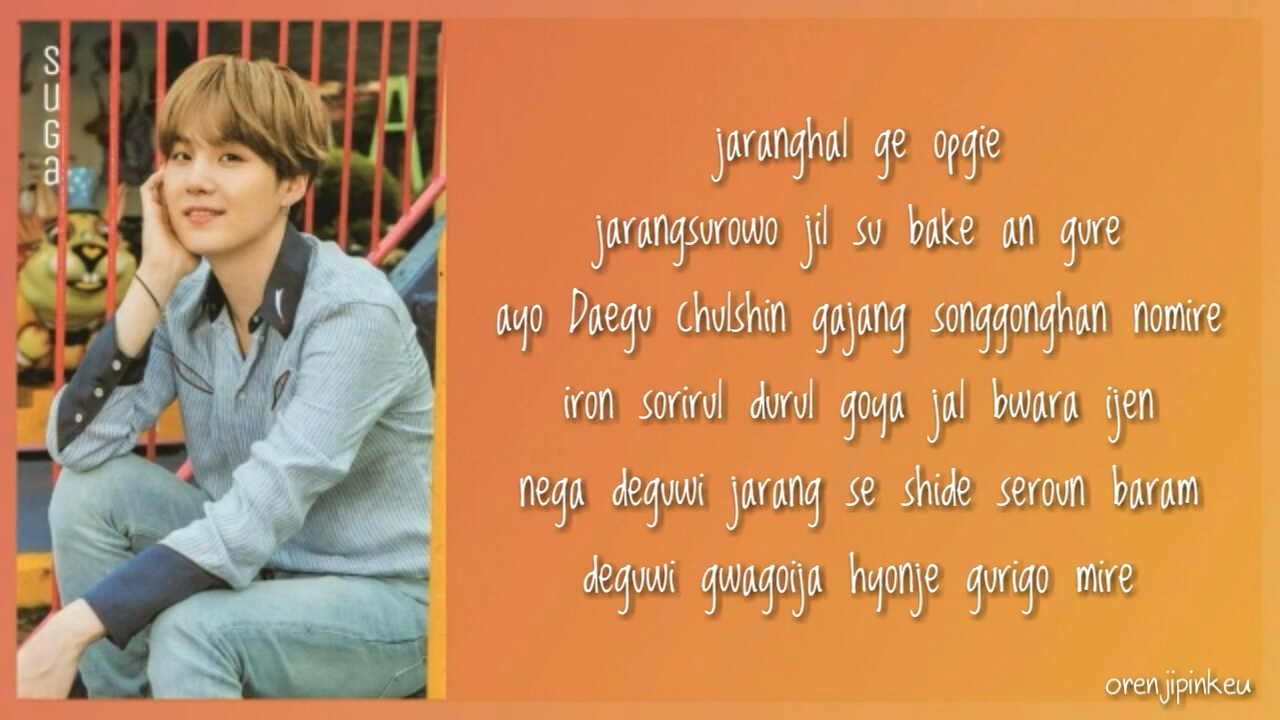 SUGa
jaranghal ge opgie
jarangsurowo jil su bake an gure
ayo Daegu Chulshin gajang songgonghan nomire
iron sorirul durul goya jal bwara ijen
nega deguwi jarang se shide seroun baram
deguwi gwagoija hyonje gurigo mire
orenjipinkeu